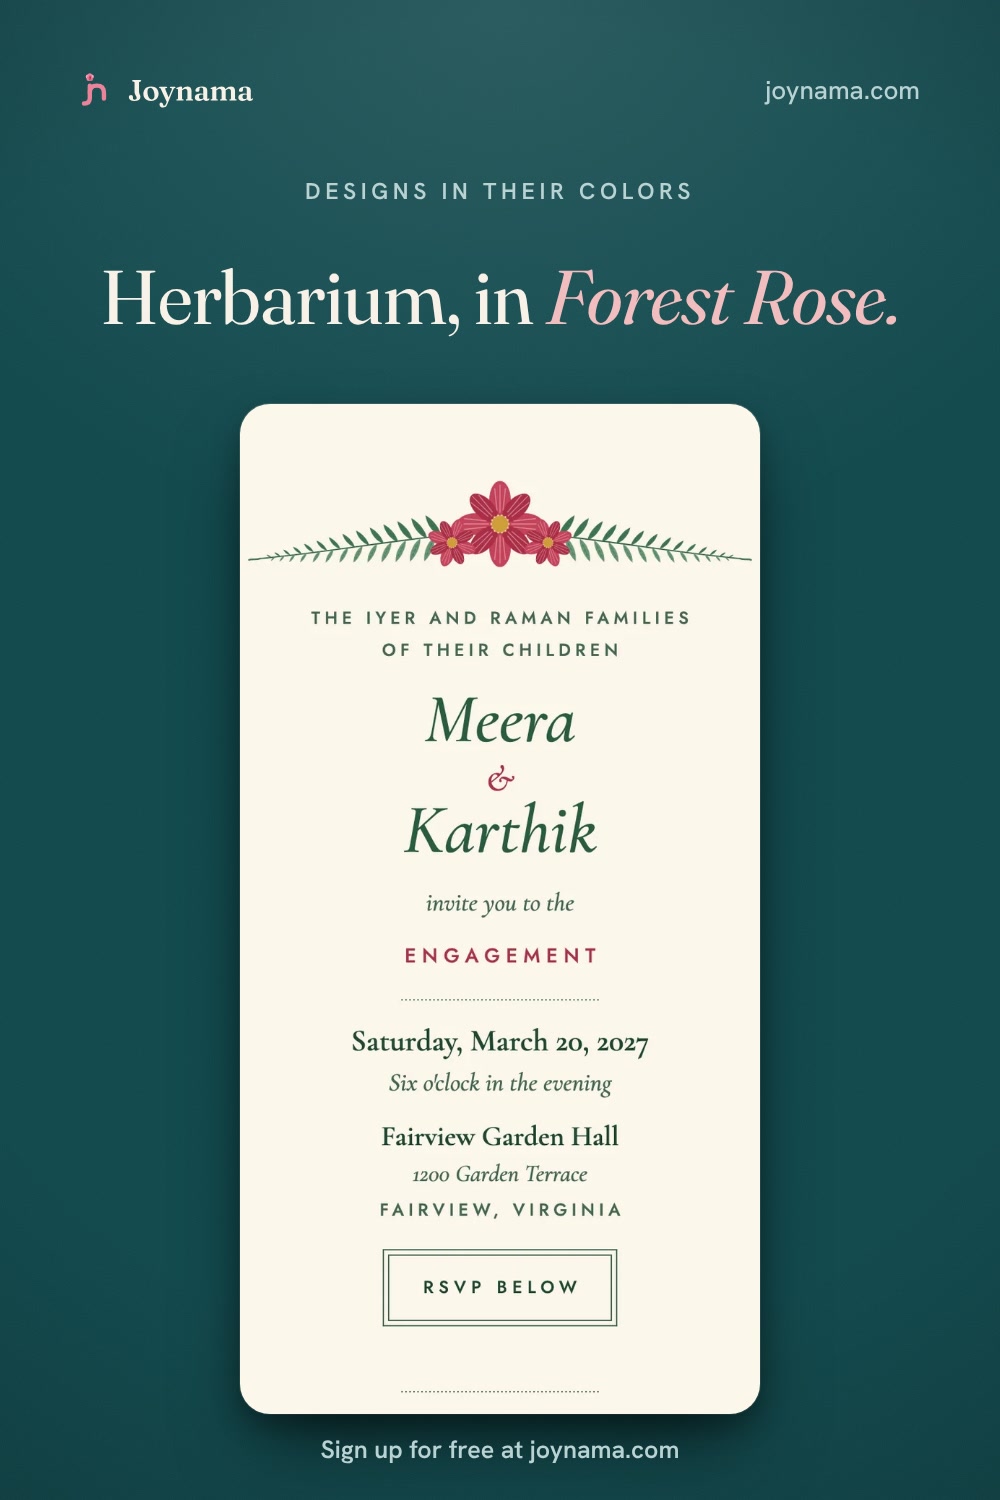 Joynama
joynama.com
DESIGNS IN THEIR COLORS
Herbarium, in Forest Rose.
THE IYER AND RAMAN FAMILIES
OF THEIR CHILDREN
Meera
&
Karthik
invite you to the
ENGAGEMENT
Saturday, March 20, 2027
Six o'clock in the evening
Fairview Garden Hall
1200 Garden Terrace
FAIRVIEW, VIRGINIA
RSVP BELOW
Sign up for free at joynama.com